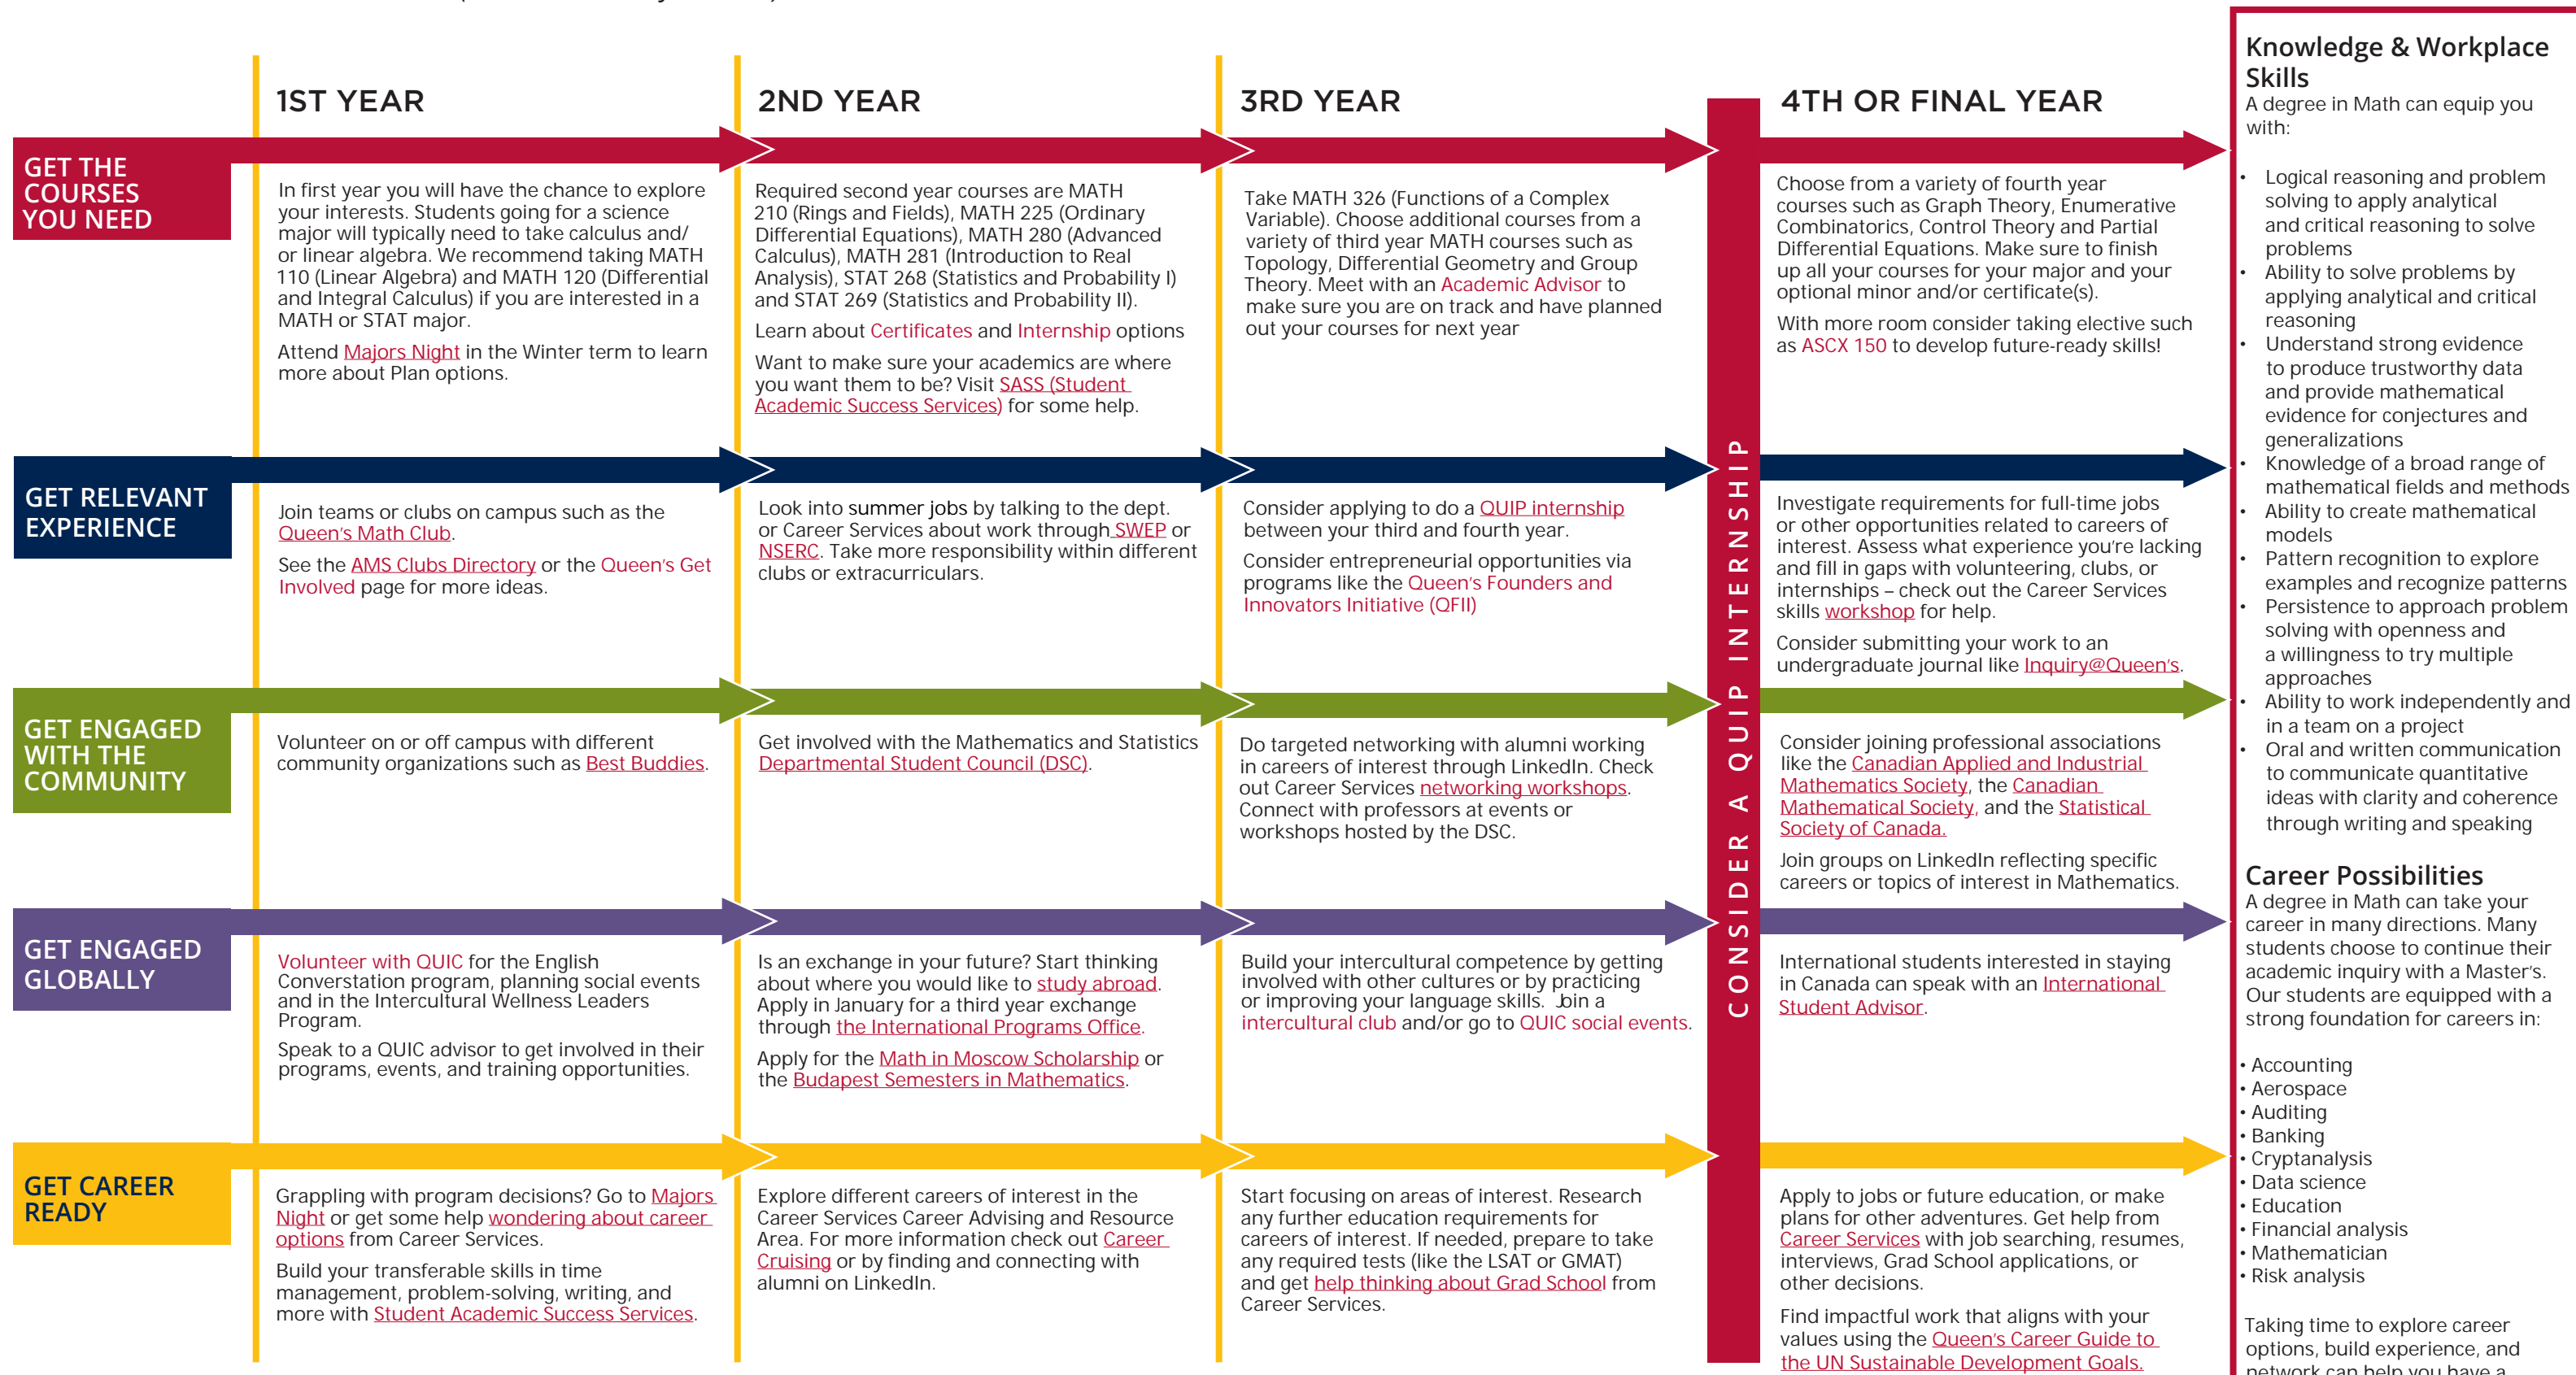 1ST YEAR
2ND YEAR
3RD YEAR
4TH OR FINAL YEAR
GET THE
COURSES
YOU NEED
In first year you will have the chance to explore
your interests. Students going for a science
major will typically need to take calculus and/
or linear algebra. We recommend taking MATH
110 (Linear Algebra) and MATH 120 (Differential
and Integral Calculus) if you are interested in a
MATH or STAT major.
Attend Majors Night in the Winter term to learn
more about Plan options.
Required second year courses are MATH
210 (Rings and Fields), MATH 225 (Ordinary
Differential Equations), MATH 280 (Advanced
Calculus), MATH 281 (Introduction to Real
Analysis), STAT 268 (Statistics and Probability I)
and STAT 269 (Statistics and Probability II).
Learn about Certificates and Internship options
Want to make sure your academics are where
you want them to be? Visit SASS (Student
Academic Success Services) for some help.
Take MATH 326 (Functions of a Complex
Variable). Choose additional courses from a
variety of third year MATH courses such as
Topology, Differential Geometry and Group
Theory. Meet with an Academic Advisor to
make sure you are on track and have planned
out your courses for next year
Choose from a variety of fourth year
courses such as Graph Theory, Enumerative
Combinatorics, Control Theory and Partial
Differential Equations. Make sure to finish
up all your courses for your major and your
optional minor and/or certificate(s).
With more room consider taking elective such
as ASCX 150 to develop future-ready skills!
GET RELEVANT
EXPERIENCE
Join teams or clubs on campus such as the
Queen's Math Club.
See the AMS Clubs Directory or the Queen's Get
Involved page for more ideas.
Look into summer jobs by talking to the dept.
or Career Services about work through SWEP or
NSERC. Take more responsibility within different
clubs or extracurriculars.
Consider applying to do a QUIP internship
between your third and fourth year.
Consider entrepreneurial opportunities via
programs like the Queen's Founders and
Innovators Initiative (QFII)
Investigate requirements for full-time jobs
or other opportunities related to careers of
interest. Assess what experience you're lacking
and fill in gaps with volunteering, clubs, or
internships – check out the Career Services
skills workshop for help.
Consider submitting your work to an
undergraduate journal like Inquiry@Queen's.
GET ENGAGED
WITH THE
COMMUNITY
Volunteer on or off campus with different
community organizations such as Best Buddies.
Get involved with the Mathematics and Statistics
Departmental Student Council (DSC).
Do targeted networking with alumni working
in careers of interest through LinkedIn. Check
out Career Services networking workshops.
Connect with professors at events or
workshops hosted by the DSC.
Consider joining professional associations
like the Canadian Applied and Industrial
Mathematics Society, the Canadian
Mathematical Society, and the Statistical
Society of Canada.
Join groups on LinkedIn reflecting specific
careers or topics of interest in Mathematics.
GET ENGAGED
GLOBALLY
Volunteer with QUIC for the English
Converstation program, planning social events
and in the Intercultural Wellness Leaders
Program.
Speak to a QUIC advisor to get involved in their
programs, events, and training opportunities.
Is an exchange in your future? Start thinking
about where you would like to study abroad.
Apply in January for a third year exchange
through the International Programs Office.
Apply for the Math in Moscow Scholarship or
the Budapest Semesters in Mathematics.
Build your intercultural competence by getting
involved with other cultures or by practicing
or improving your language skills. Join a
intercultural club and/or go to QUIC social events.
International students interested in staying
in Canada can speak with an International
Student Advisor.
GET CAREER
READY
Grappling with program decisions? Go to Majors
Night or get some help wondering about career
options from Career Services.
Build your transferable skills in time
management, problem-solving, writing, and
more with Student Academic Success Services.
Explore different careers of interest in the
Career Services Career Advising and Resource
Area. For more information check out Career
Cruising or by finding and connecting with
alumni on LinkedIn.
Start focusing on areas of interest. Research
any further education requirements for
careers of interest. If needed, prepare to take
any required tests (like the LSAT or GMAT)
and get help thinking about Grad School from
Career Services.
Apply to jobs or future education, or make
plans for other adventures. Get help from
Career Services with job searching, resumes,
interviews, Grad School applications, or
other decisions.
Find impactful work that aligns with your
values using the Queen's Career Guide to
the UN Sustainable Development Goals.
CONSIDER A QUIP INTERNSHIP
Knowledge & Workplace
Skills
A degree in Math can equip you
with:
• Logical reasoning and problem
solving to apply analytical
and critical reasoning to solve
problems
• Ability to solve problems by
applying analytical and critical
reasoning
• Understand strong evidence
to produce trustworthy data
and provide mathematical
evidence for conjectures and
generalizations
• Knowledge of a broad range of
mathematical fields and methods
• Ability to create mathematical
models
• Pattern recognition to explore
examples and recognize patterns
• Persistence to approach problem
solving with openness and
a willingness to try multiple
approaches
• Ability to work independently and
in a team on a project
• Oral and written communication
to communicate quantitative
ideas with clarity and coherence
through writing and speaking
Career Possibilities
A degree in Math can take your
career in many directions. Many
students choose to continue their
academic inquiry with a Master's.
Our students are equipped with a
strong foundation for careers in:
• Accounting
• Aerospace
• Auditing
• Banking
• Cryptanalysis
• Data science
• Education
• Financial analysis
• Mathematician
• Risk analysis
Taking time to explore career
options, build experience, and
network can help you have a